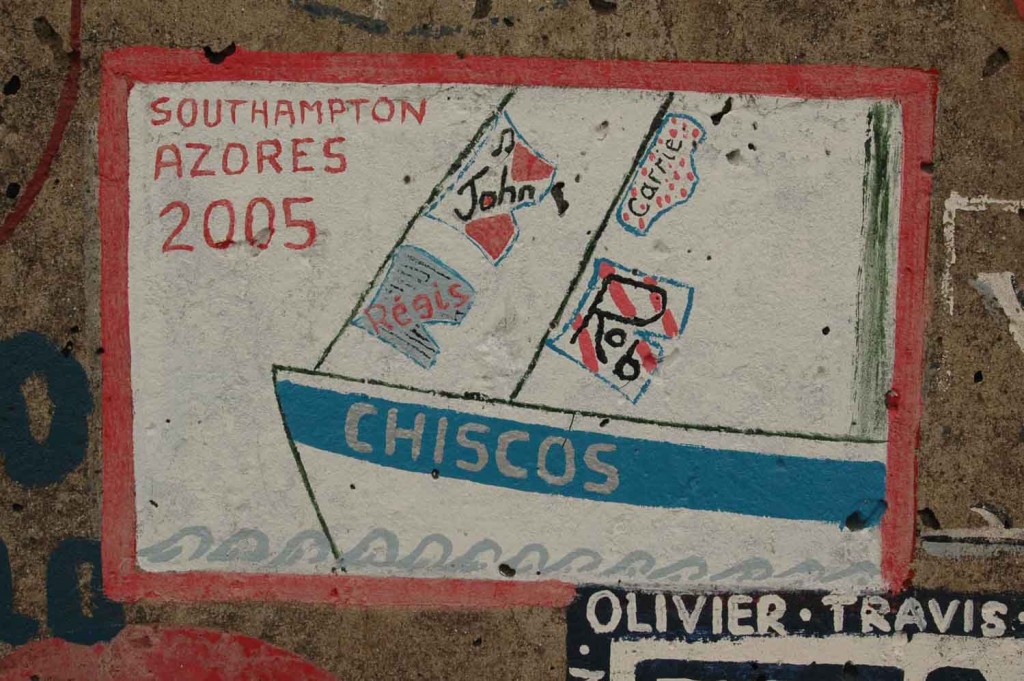 SOUTHAMPTON
AZORES
2005
John
Carrie
Régis
Rob
CHISCOS
OLIVIER · TRAVIS ·